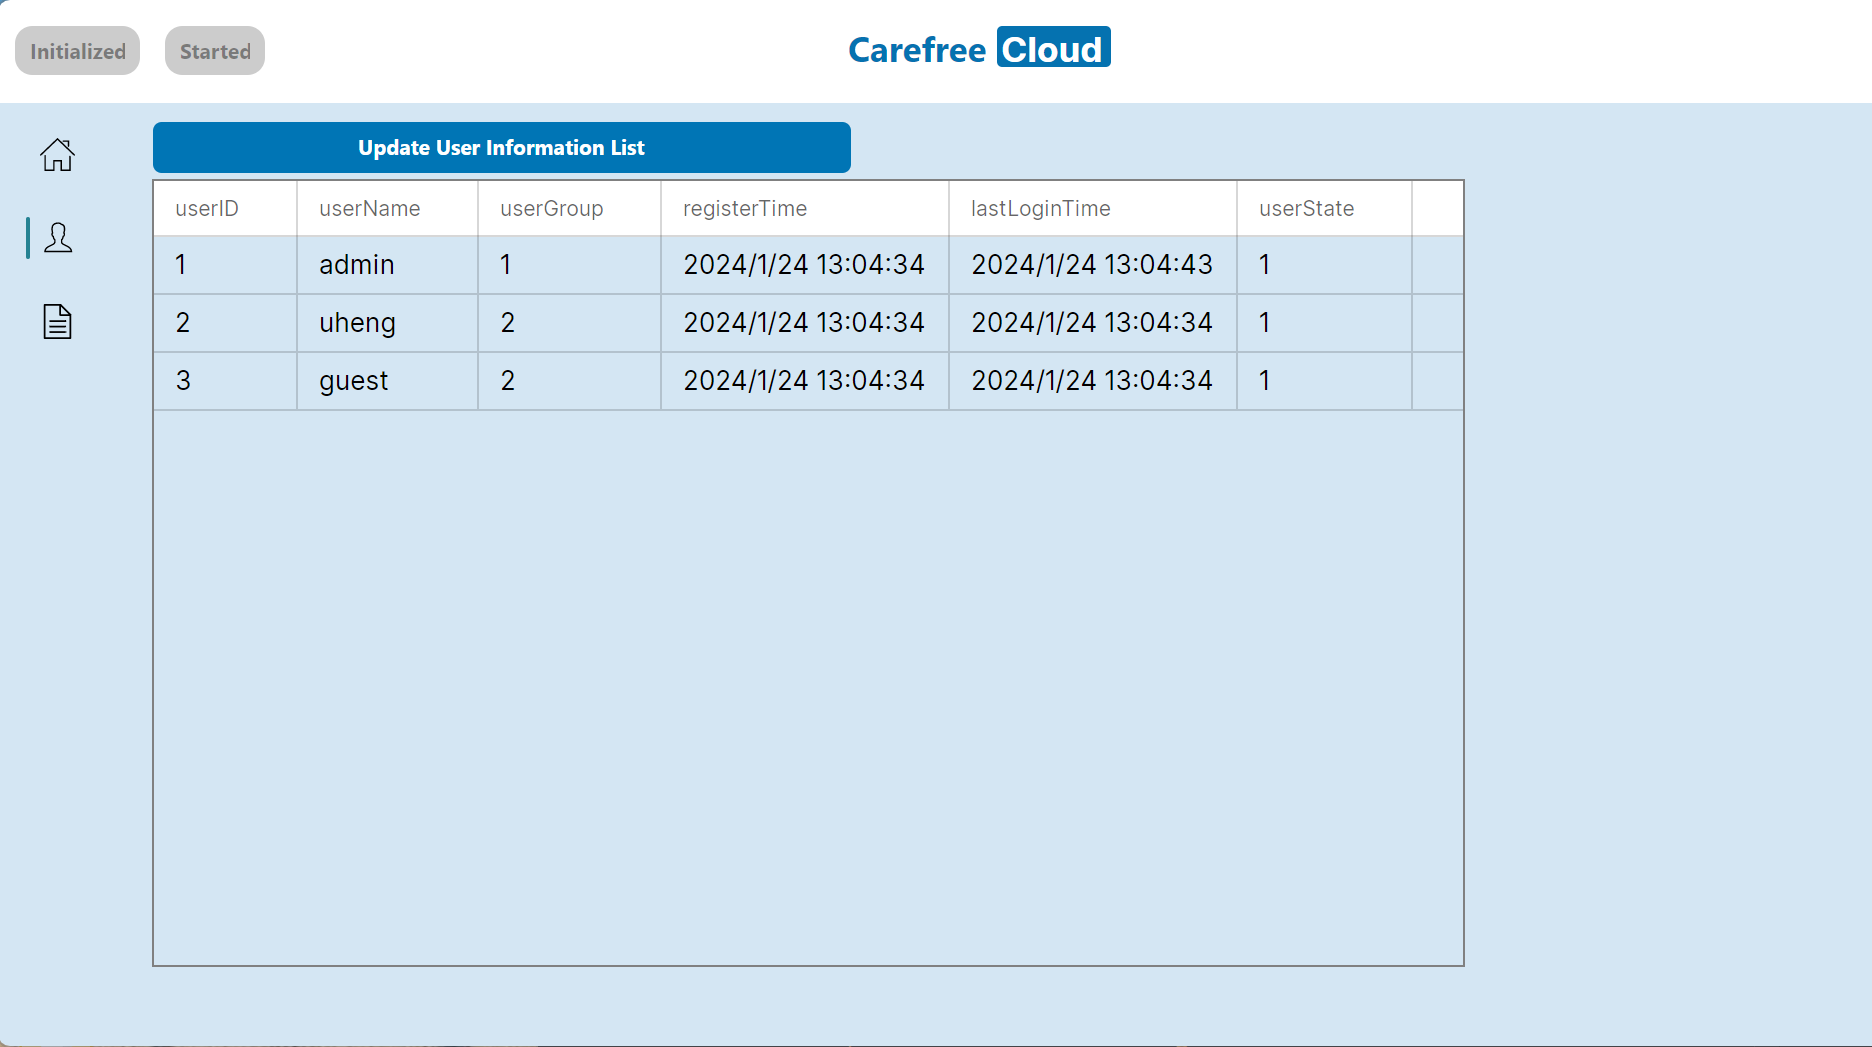 Initialized Started Carefree Cloud
Update User Information List
userID userName userGroup registerTime lastLoginTime userState
1 admin 1 2024/1/24 13:04:34 2024/1/24 13:04:43 1
2 uheng 2 2024/1/24 13:04:34 2024/1/24 13:04:34 1
3 guest 2 2024/1/24 13:04:34 2024/1/24 13:04:34 1